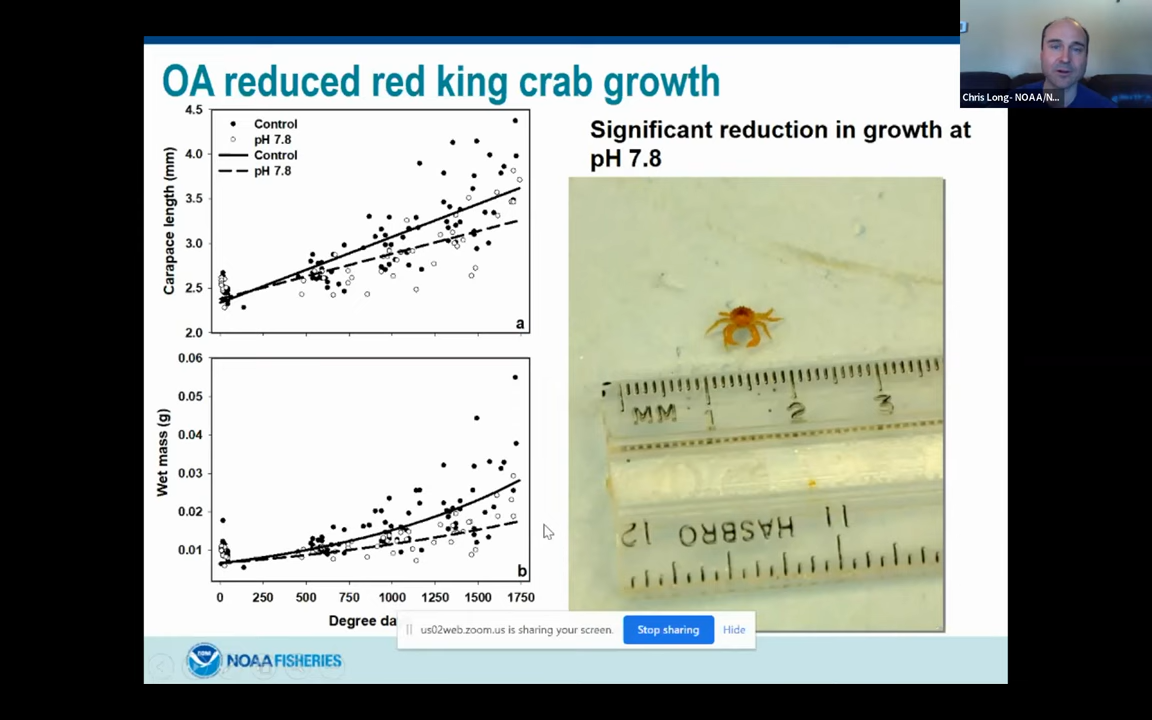 OA reduced red king crab growth
Chris Long- NOAA/N...
Significant reduction in growth at
pH 7.8
4.5
4.0
3.5
3.0
2.5
2.0
Carapace length (mm)
Control
pH 7.8
Control
pH 7.8
a
0.06
0.05
0.04
0.03
0.02
0.01
Wet mass (g)
b
0 250 500 750 1000 1250 1500 1750
Degree da
MM 1 2 3
12 HASBRO 11
us02web.zoom.us is sharing your screen.
Stop sharing
Hide
NOAA FISHERIES